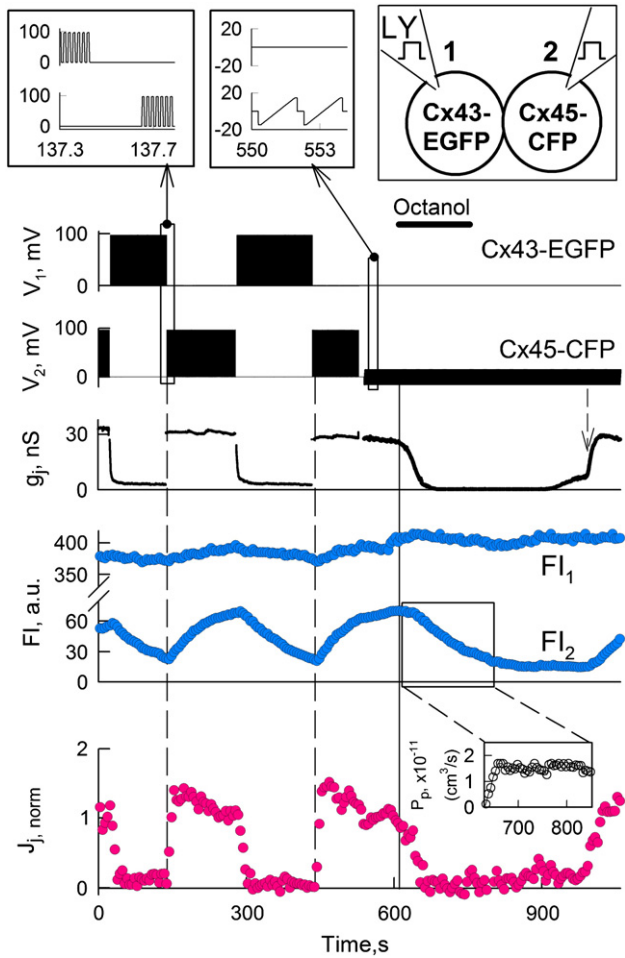 100
0
100
0
137.3 137.7
20
0
-20
20
-20
550 553
LY
1 2
Cx43-
EGFP
Cx45-
CFP
Octanol
Cx43-EGFP
V1, mV
100
0
Cx45-CFP
V2, mV
100
0
gj, nS
30
0
FI, a.u.
400
350
FI1
60
30
0
FI2
Pp, x10-11
(cm3/s)
2
1
0
700 800
Jj, norm
2
1
0
0 300 600 900
Time,s